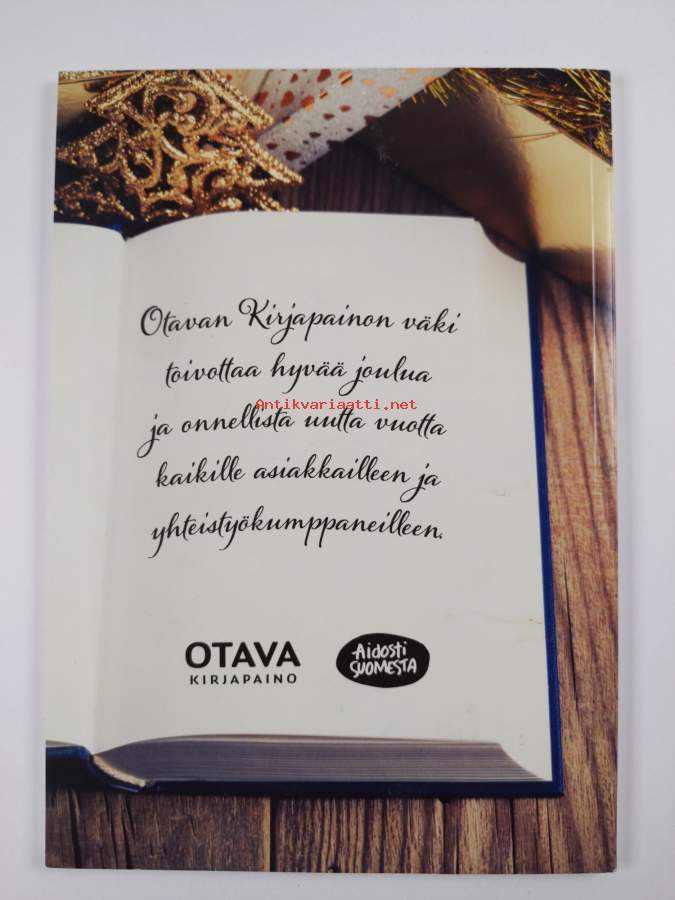 Otavan Kirjapainon väki
toivottaa hyvää joulua
Antikvariaatti.net
ja onnellista uutta vuotta
kaikille asiakkailleen ja
yhteistyökumppaneilleen.
OTAVA
KIRJAPAINO
Aidosti
SUOMESTA